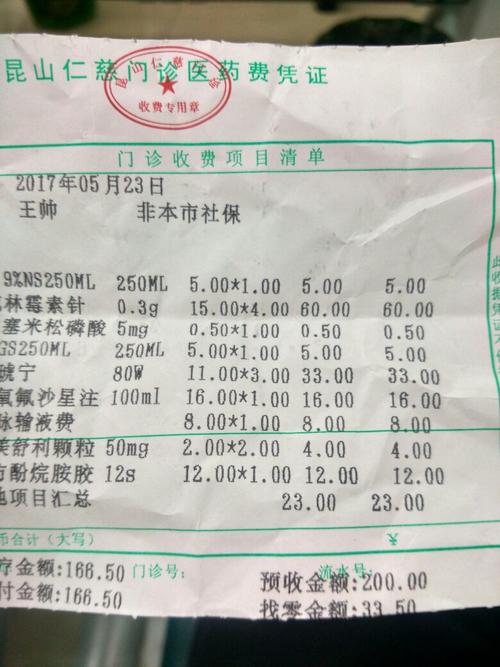 昆山仁慈门诊医药费凭证
收费专用章
门诊收费项目清单
2017年05月23日
王帅 非本市社保
9%NS250ML 250ML 5.00*1.00 5.00 5.00
林霉素针 0.3g 15.00*4.00 60.00 60.00
塞米松磷酸 5mg 0.50*1.00 0.50 0.50
GS250ML 250ML 5.00*1.00 5.00 5.00
琥宁 80W 11.00*3.00 33.00 33.00
氧氟沙星注 100ml 16.00*1.00 16.00 16.00
脉输液费 8.00*1.00 8.00 8.00
美舒利颗粒 50mg 2.00*2.00 4.00 4.00
方酚烷胺胶 12s 12.00*1.00 12.00 12.00
他项目汇总 23.00 23.00
币合计（大写） ¥
疗金额:166.50 门诊号: 流水号:
付金额:166.50 预收金额:200.00
找零金额:33.50
此收据凭证